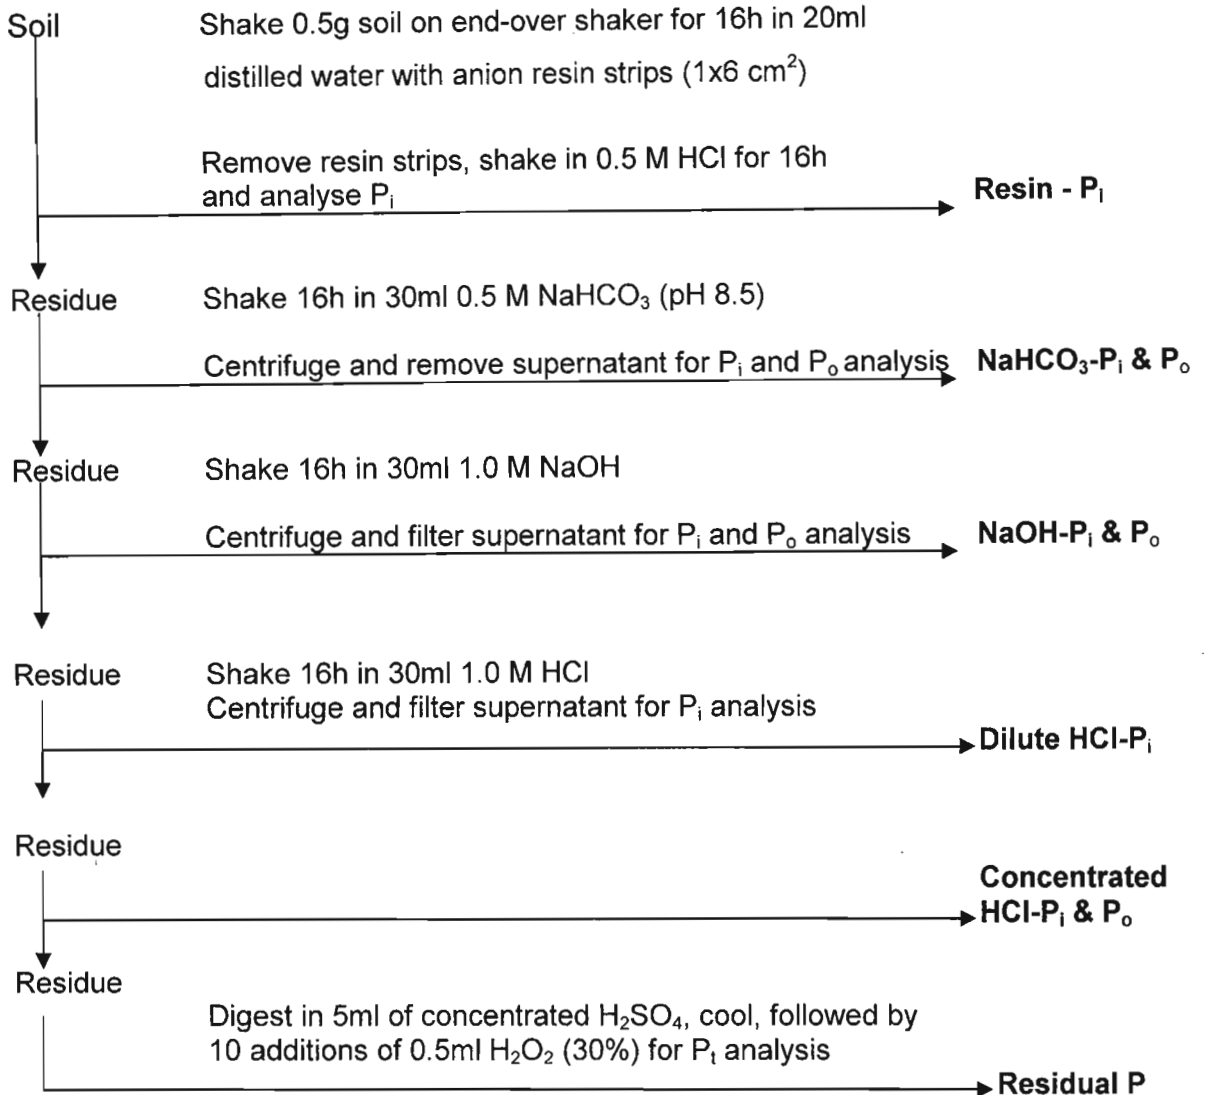 Soil
Shake 0.5g soil on end-over shaker for 16h in 20ml
distilled water with anion resin strips (1x6 cm²)
Remove resin strips, shake in 0.5 M HCl for 16h
and analyse Pᵢ
Resin - Pᵢ
Residue
Shake 16h in 30ml 0.5 M NaHCO₃ (pH 8.5)
Centrifuge and remove supernatant for Pᵢ and Pₒ analysis
NaHCO₃-Pᵢ & Pₒ
Residue
Shake 16h in 30ml 1.0 M NaOH
Centrifuge and filter supernatant for Pᵢ and Pₒ analysis
NaOH-Pᵢ & Pₒ
Residue
Shake 16h in 30ml 1.0 M HCl
Centrifuge and filter supernatant for Pᵢ analysis
Dilute HCl-Pᵢ
Residue
Concentrated
HCl-Pᵢ & Pₒ
Residue
Digest in 5ml of concentrated H₂SO₄, cool, followed by
10 additions of 0.5ml H₂O₂ (30%) for Pₜ analysis
Residual P